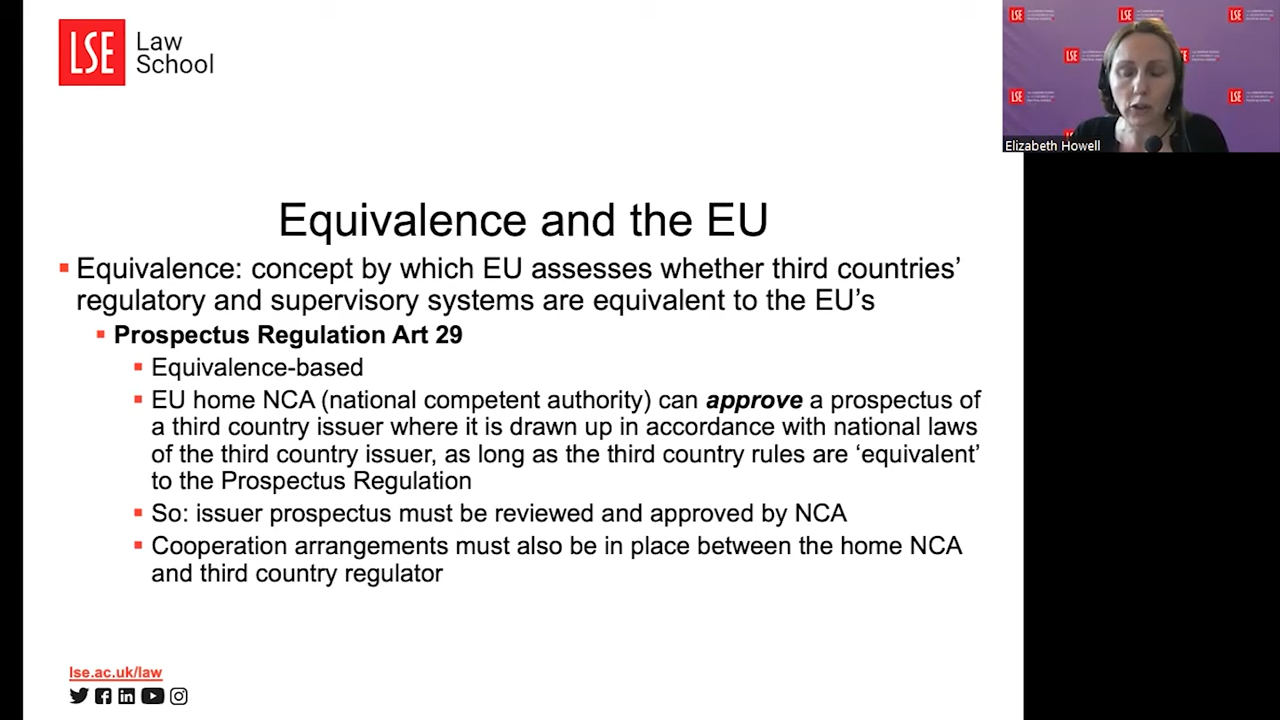 LSE
Law
School
Elizabeth Howell
Equivalence and the EU
Equivalence: concept by which EU assesses whether third countries’
regulatory and supervisory systems are equivalent to the EU’s
Prospectus Regulation Art 29
Equivalence-based
EU home NCA (national competent authority) can approve a prospectus of
a third country issuer where it is drawn up in accordance with national laws
of the third country issuer, as long as the third country rules are ‘equivalent’
to the Prospectus Regulation
So: issuer prospectus must be reviewed and approved by NCA
Cooperation arrangements must also be in place between the home NCA
and third country regulator
lse.ac.uk/law